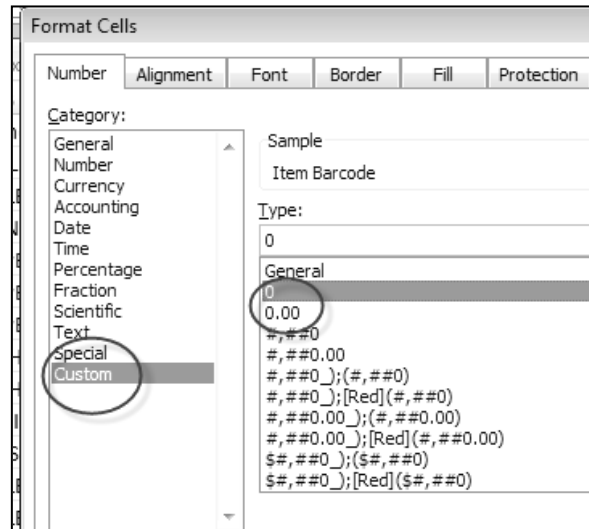 Format Cells
Number Alignment Font Border Fill Protection
Category:
General
Number
Currency
Accounting
Date
Time
Percentage
Fraction
Scientific
Text
Special
Custom
Sample
Item Barcode
Type:
0
General
0
0.00
#,##0
#,##0.00
#,##0_);(#,##0)
#,##0_);[Red](#,##0)
#,##0.00_);(#,##0.00)
#,##0.00_);[Red](#,##0.00)
$#,##0_);($#,##0)
$#,##0_);[Red]($#,##0)